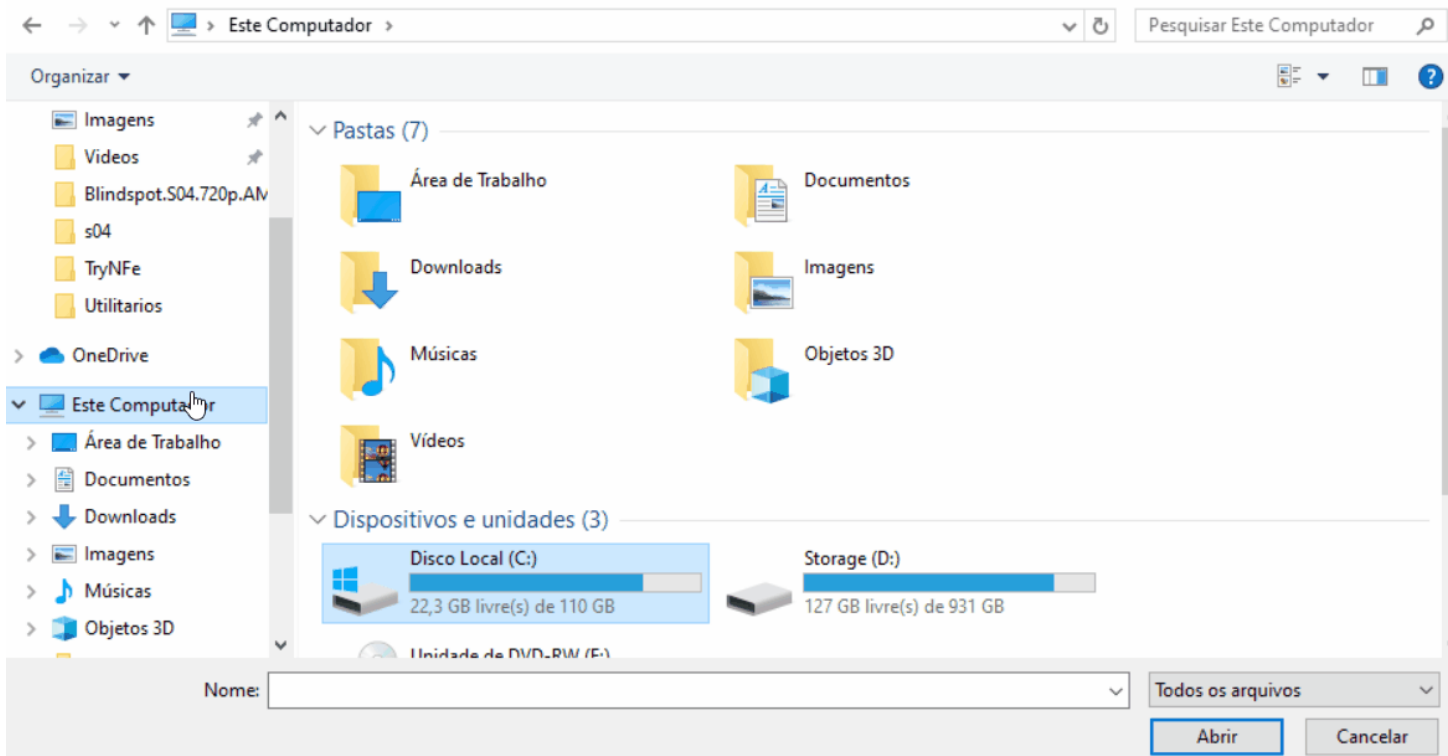 Este Computador
Pesquisar Este Computador
Organizar
Imagens
Videos
Blindspot.S04.720p.AM
s04
TryNFe
Utilitarios
OneDrive
Este Computador
Área de Trabalho
Documentos
Downloads
Imagens
Músicas
Objetos 3D
Pastas (7)
Área de Trabalho
Documentos
Downloads
Imagens
Músicas
Objetos 3D
Vídeos
Dispositivos e unidades (3)
Disco Local (C:)
22,3 GB livre(s) de 110 GB
Storage (D:)
127 GB livre(s) de 931 GB
Unidade de DVD-RW (E:)
Nome:
Todos os arquivos
Abrir
Cancelar